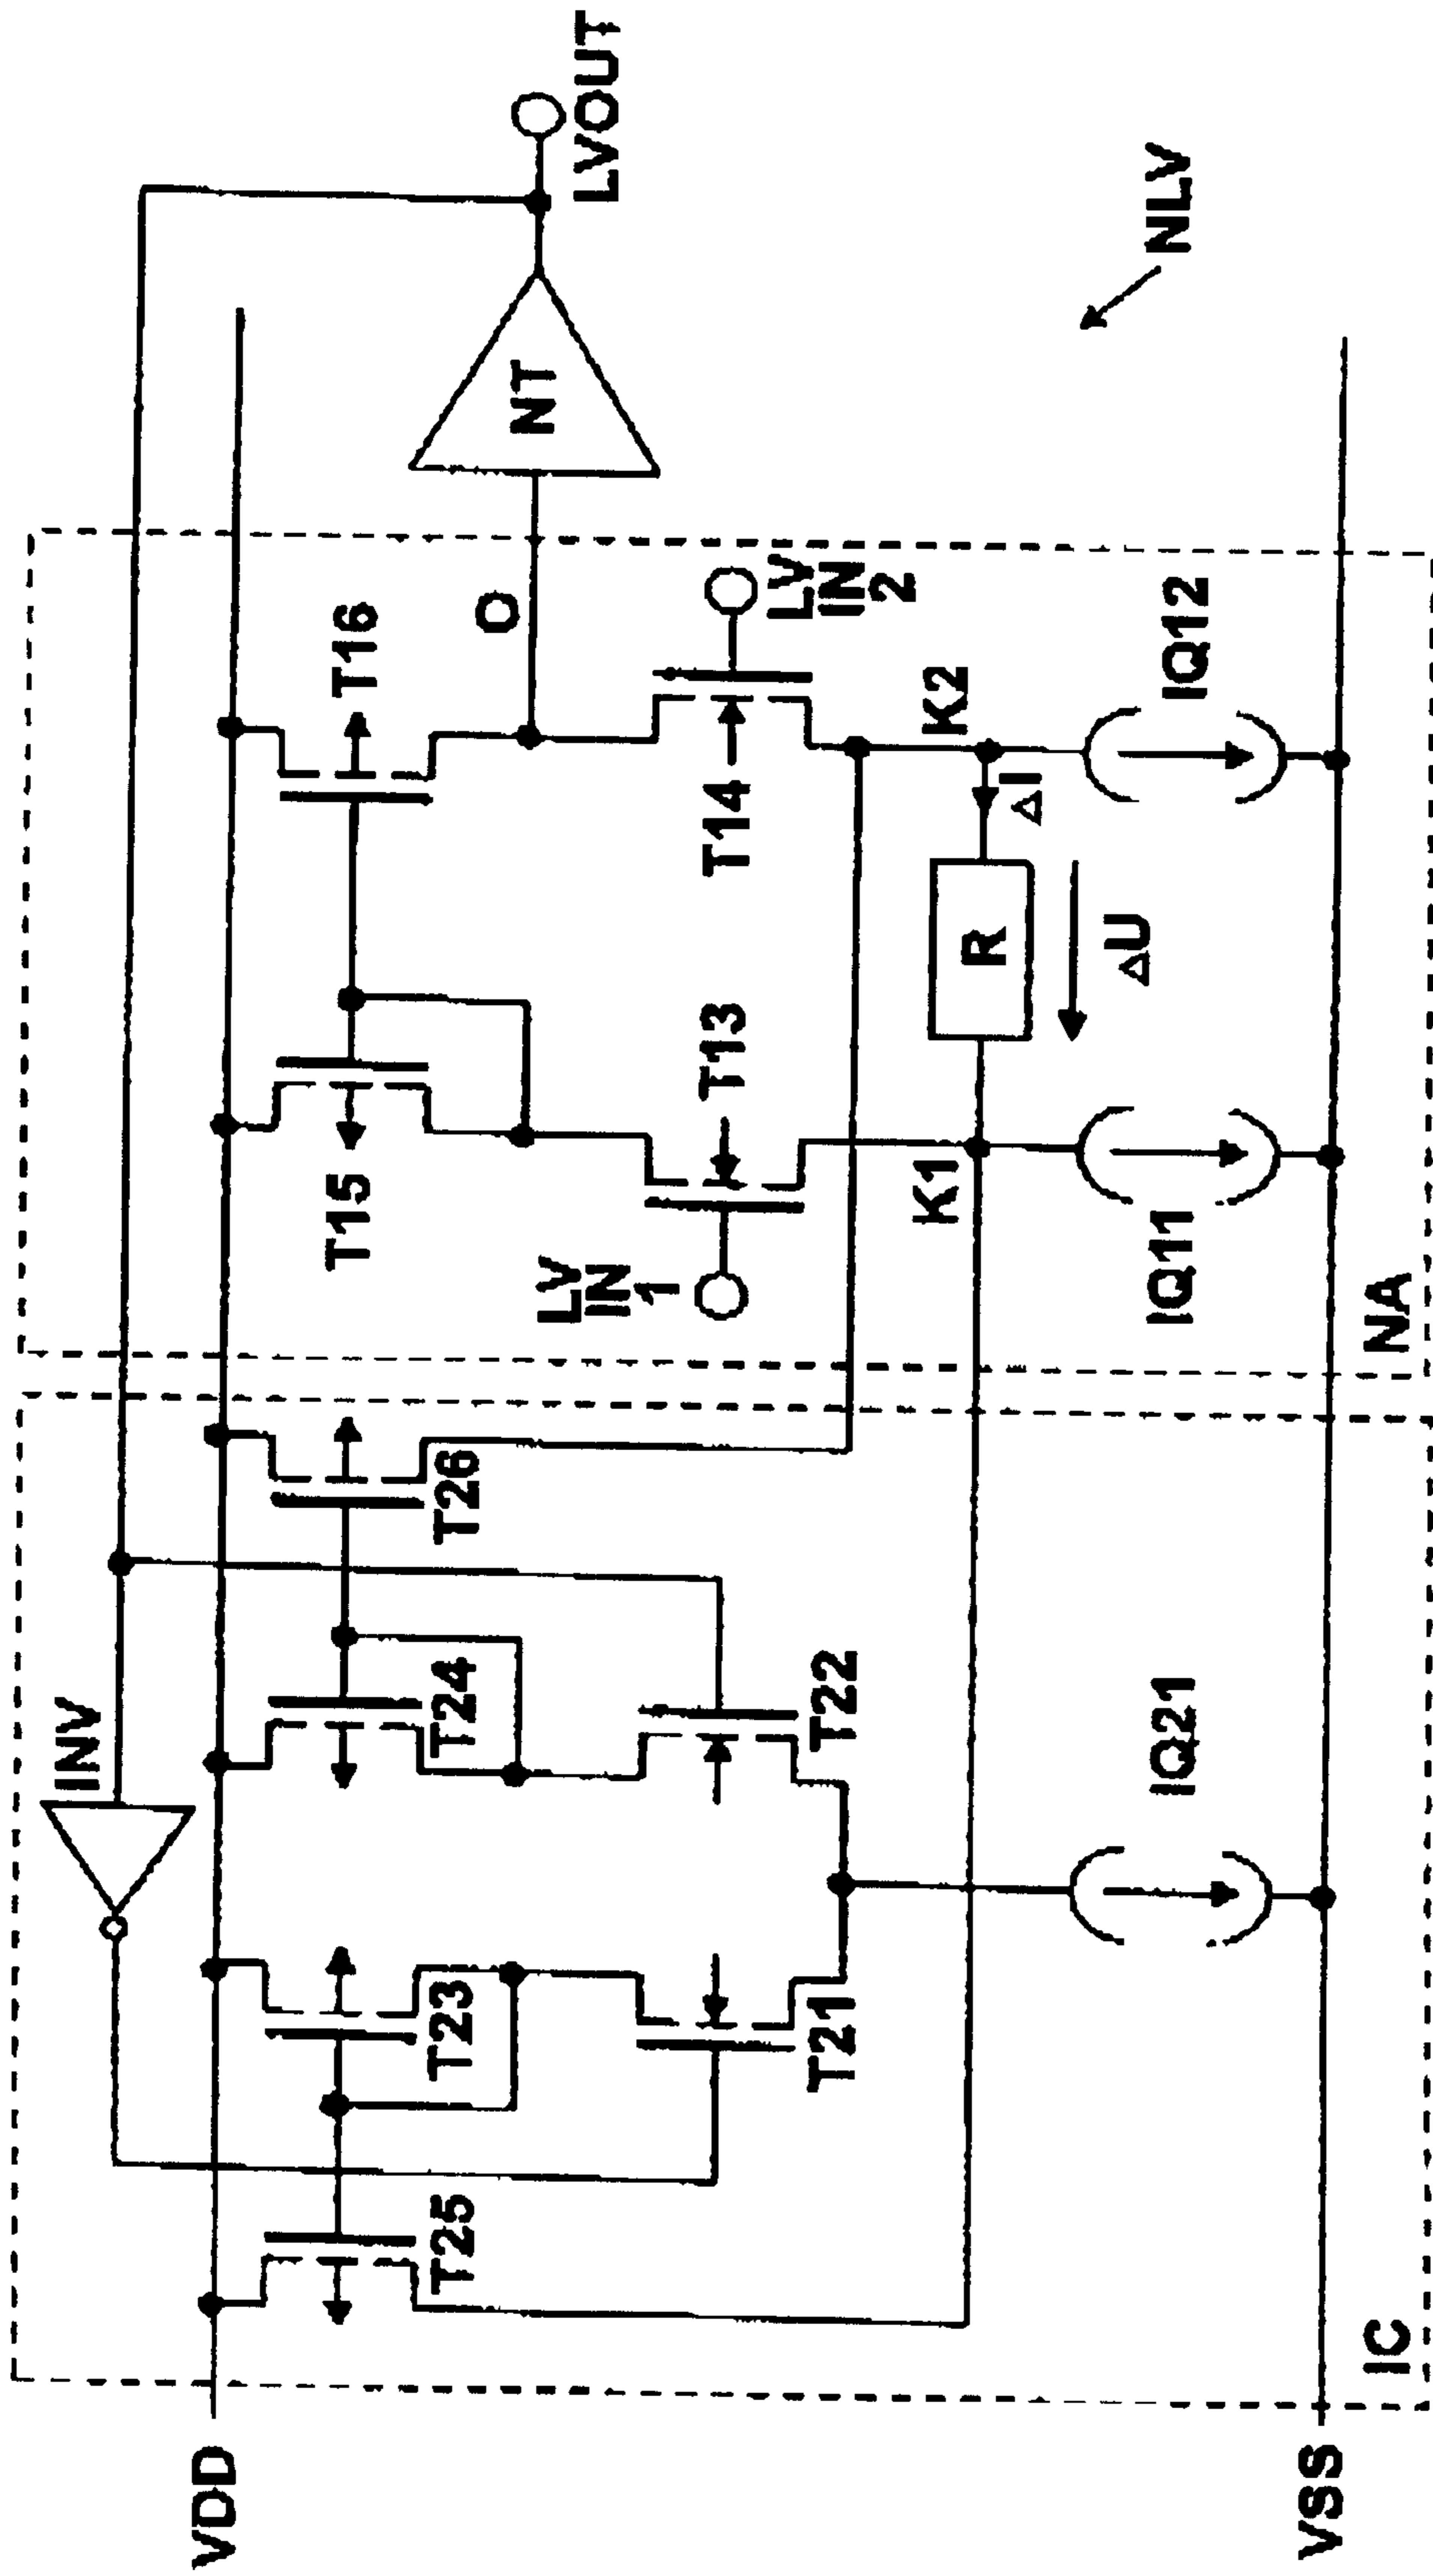 VDD
VSS
IC
INV
T25
T23
T24
T26
T21
T22
IQ21
NA
T15
T16
LV
IN
1
T13
T14
LV
IN
2
O
K1
K2
R
ΔI
ΔU
IQ11
IQ12
NT
LVOUT
NLV